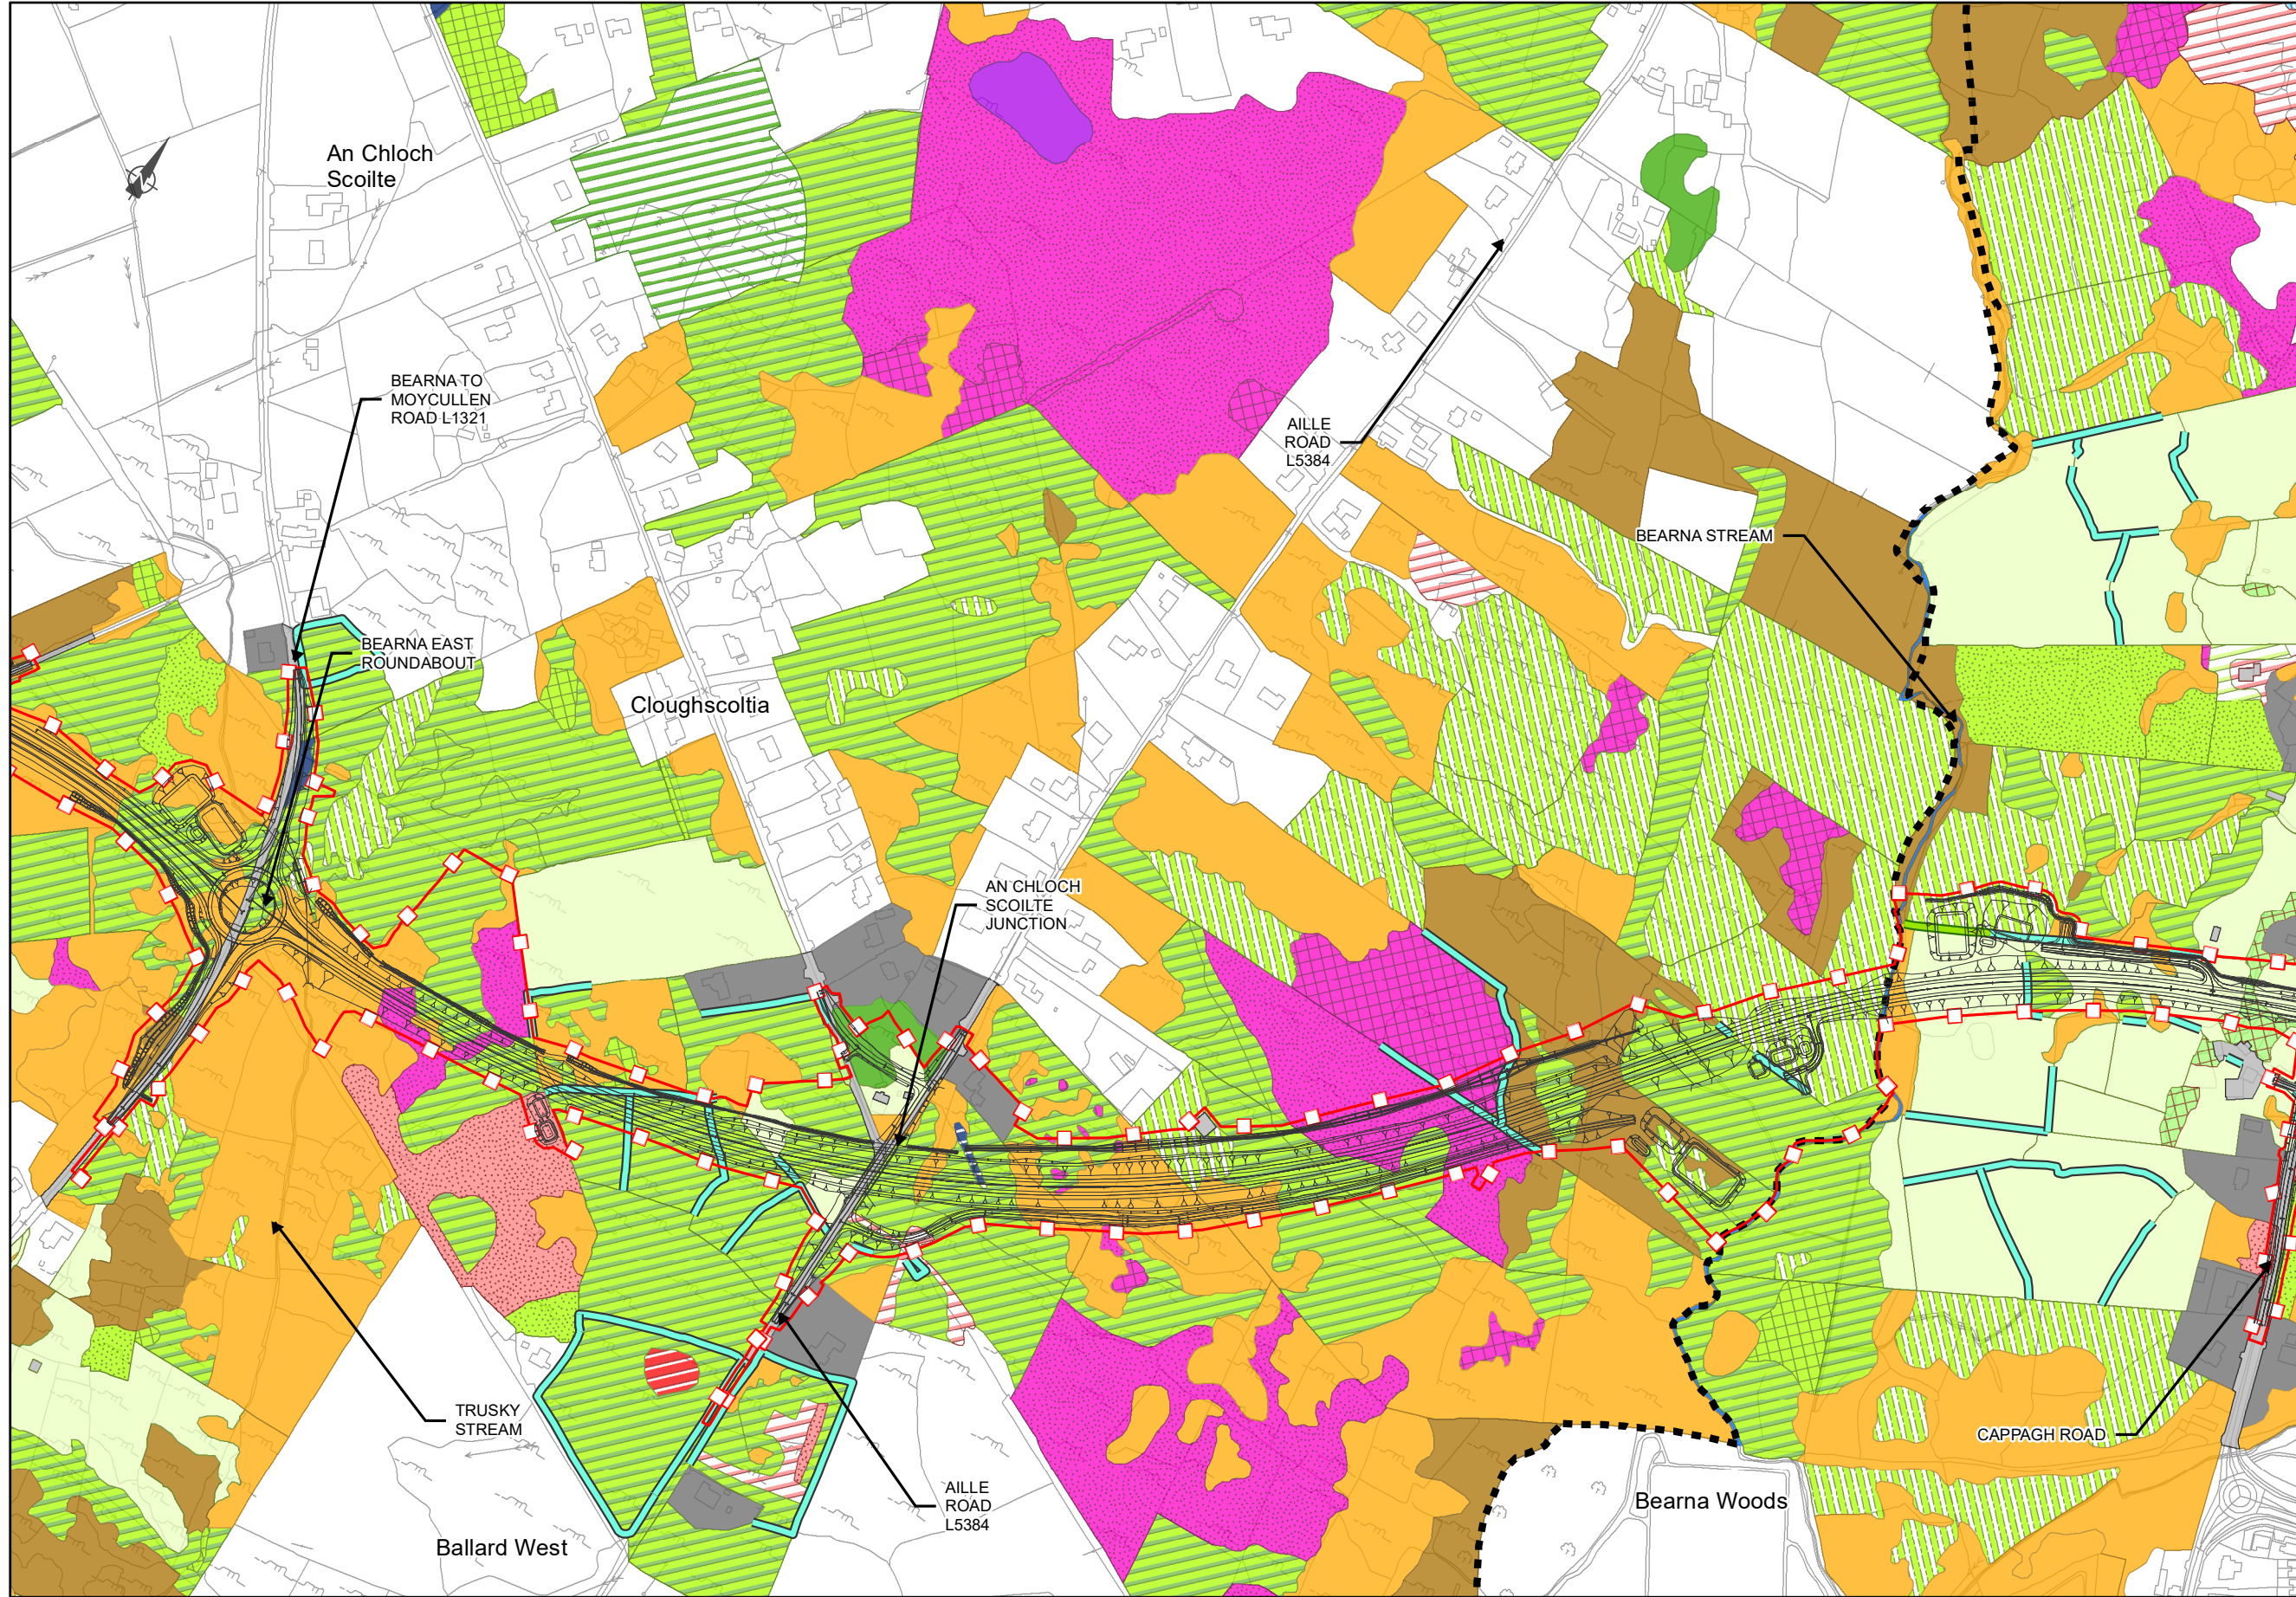 An Chloch
Scoilte
BEARNA TO
MOYCULLEN
ROAD L1321
AILLE
ROAD
L5384
BEARNA STREAM
BEARNA EAST
ROUNDABOUT
Cloughscoltia
AN CHLOCH
SCOILTE
JUNCTION
TRUSKY
STREAM
CAPPAGH ROAD
AILLE
ROAD
L5384
Bearna Woods
Ballard West